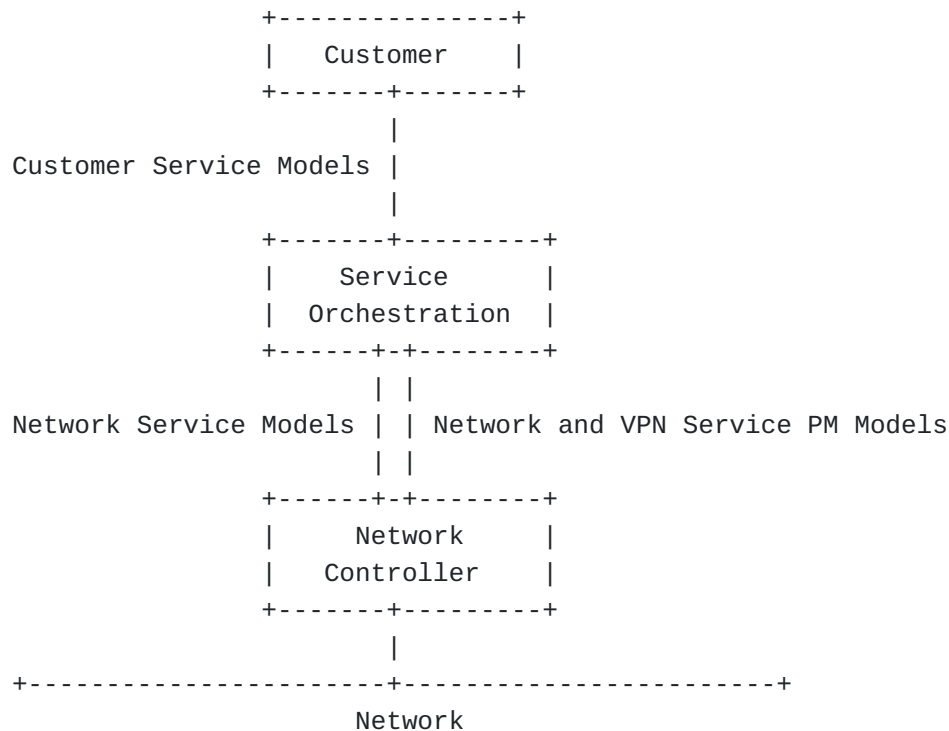 Customer
Customer Service Models
Service
Orchestration
Network Service Models
Network and VPN Service PM Models
Network
Controller
Network